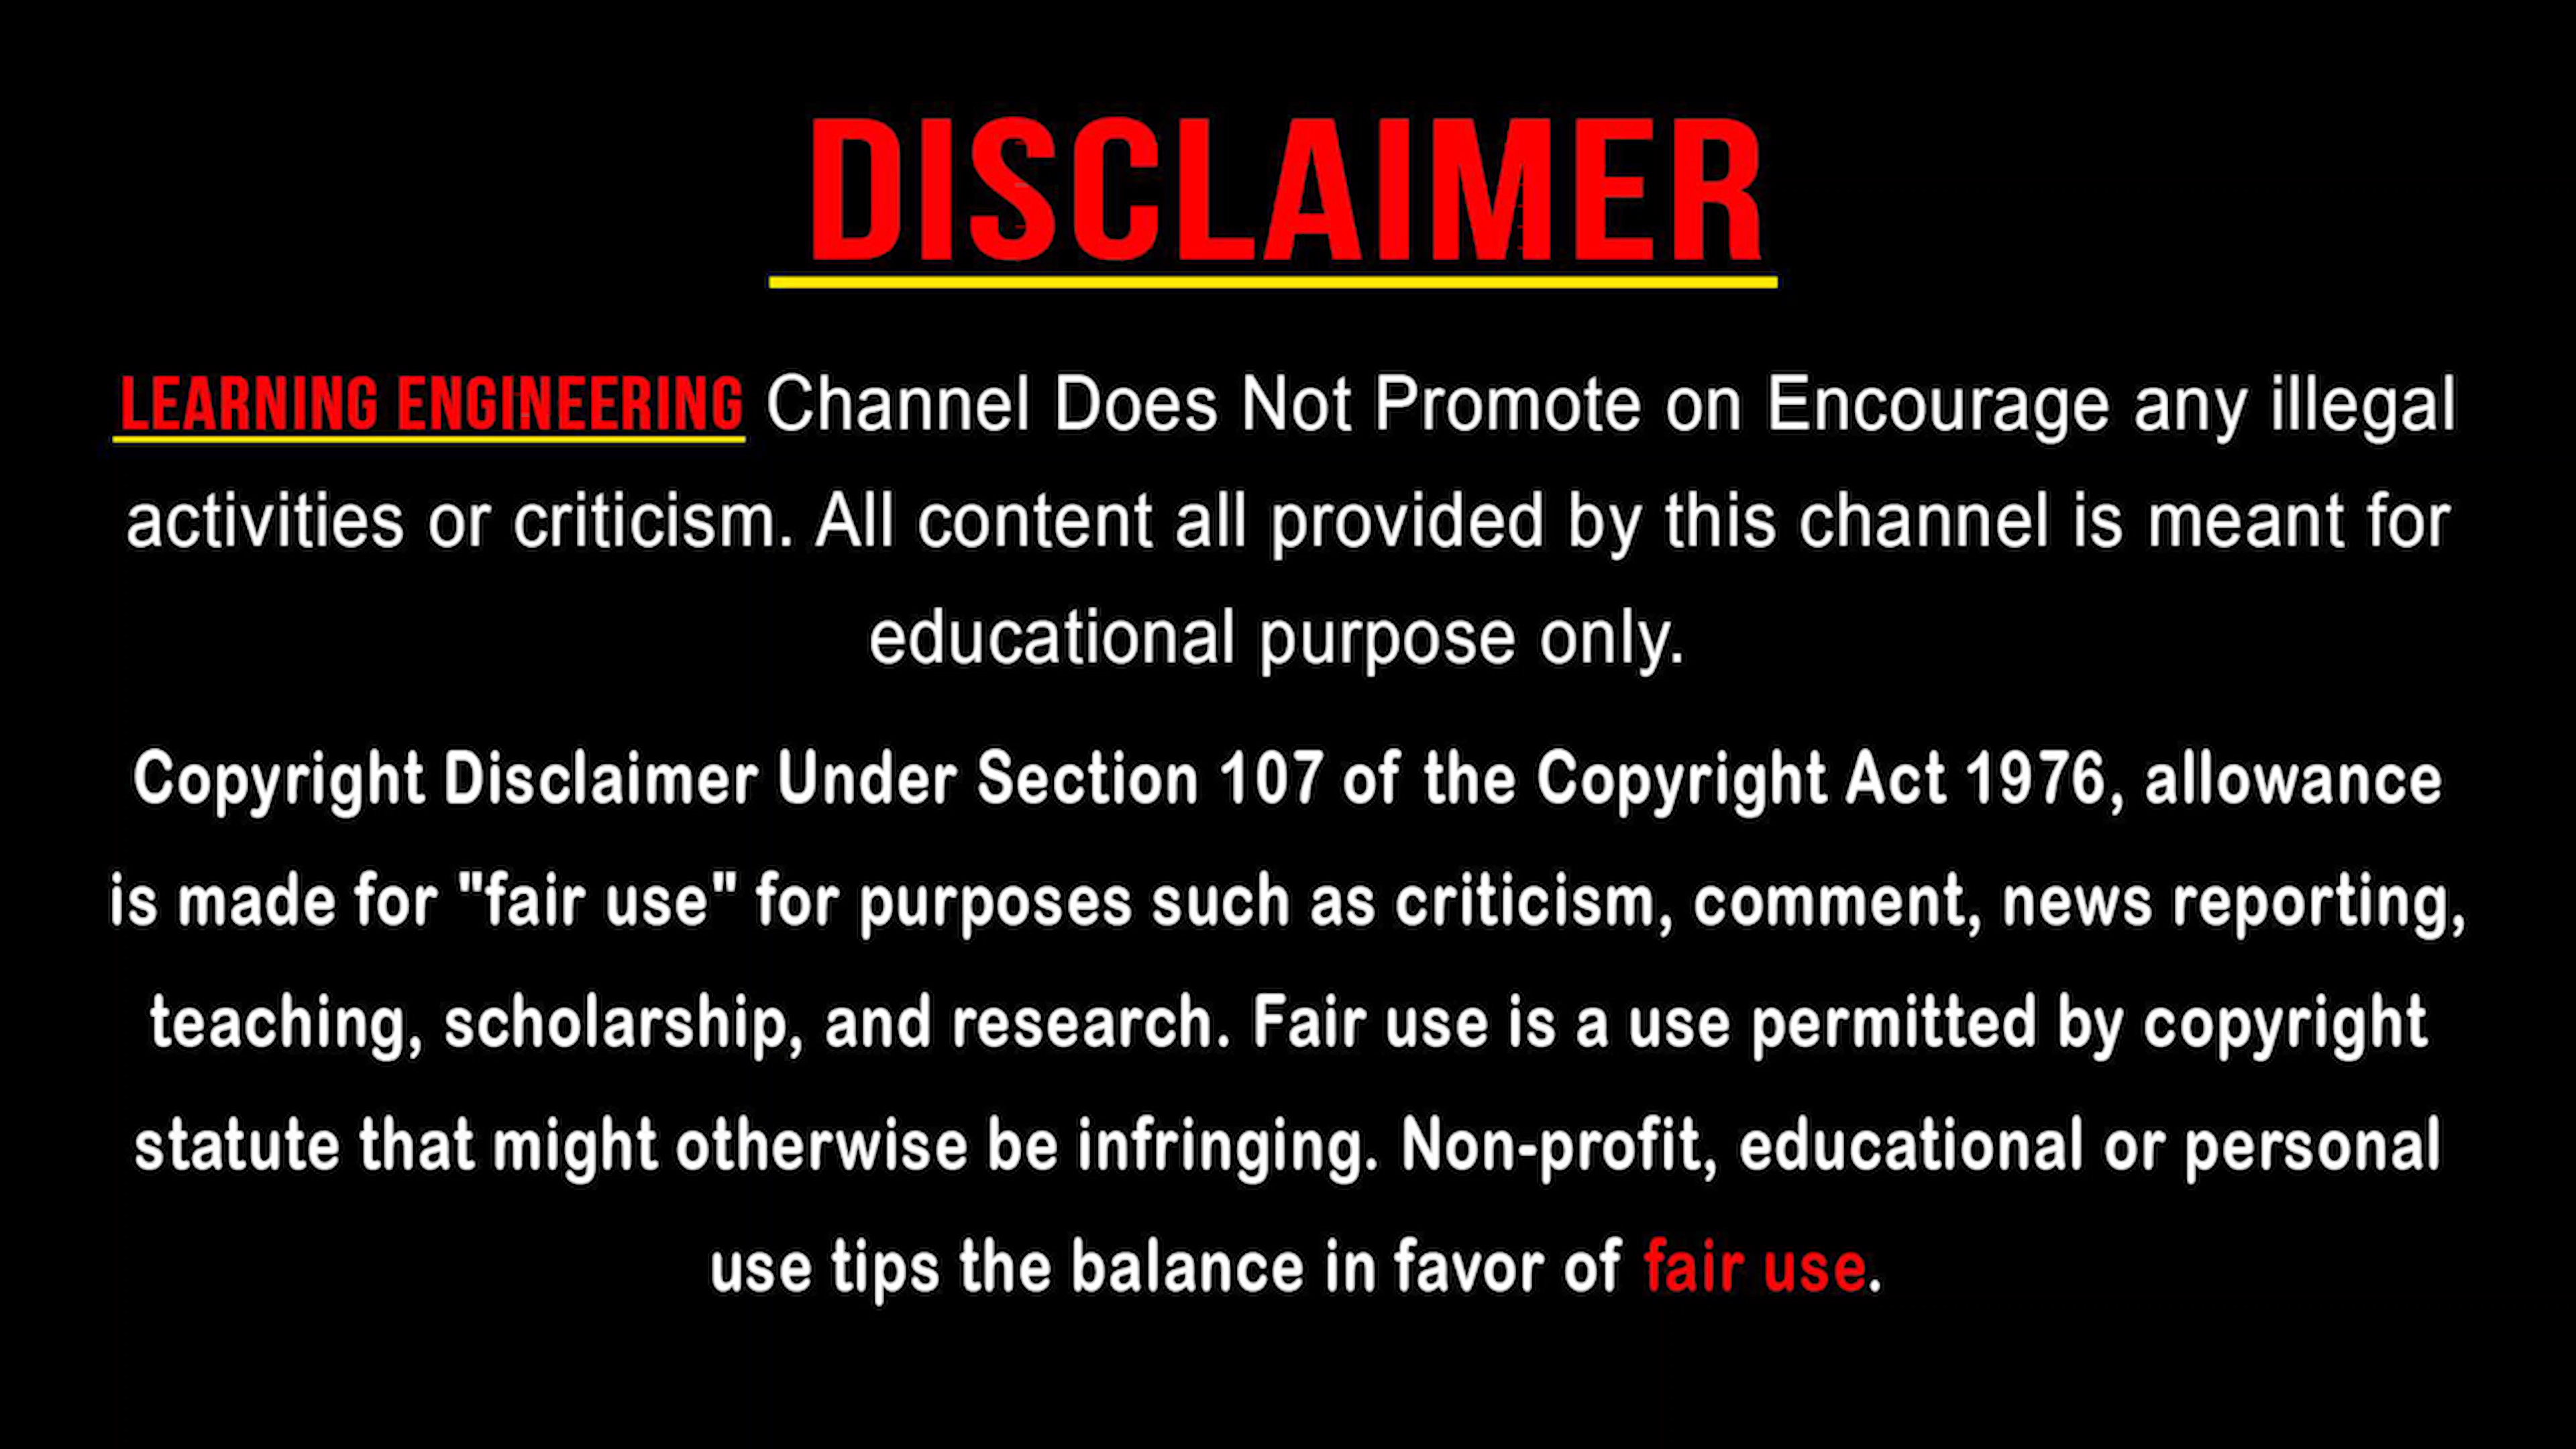 DISCLAIMER
LEARNING ENGINEERING Channel Does Not Promote on Encourage any illegal
activities or criticism. All content all provided by this channel is meant for
educational purpose only.
Copyright Disclaimer Under Section 107 of the Copyright Act 1976, allowance
is made for "fair use" for purposes such as criticism, comment, news reporting,
teaching, scholarship, and research. Fair use is a use permitted by copyright
statute that might otherwise be infringing. Non-profit, educational or personal
use tips the balance in favor of fair use.